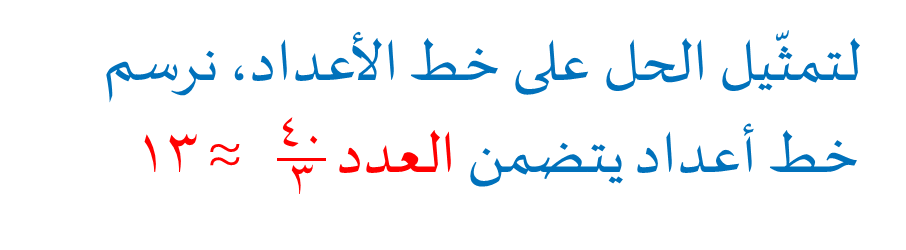 لتمثّيل الحل على خط الأعداد، نرسم
خط أعداد يتضمن العدد ٤٠/٣ ≈ ١٣